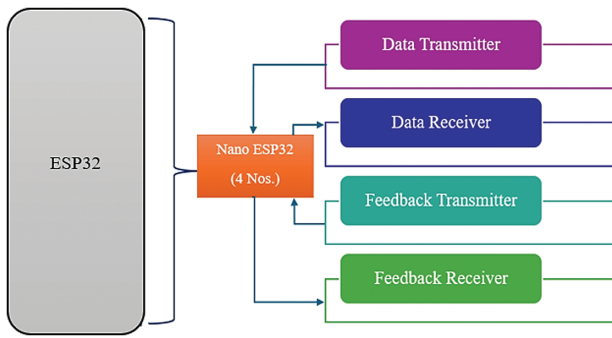 ESP32
Nano ESP32
(4 Nos.)
Data Transmitter
Data Receiver
Feedback Transmitter
Feedback Receiver